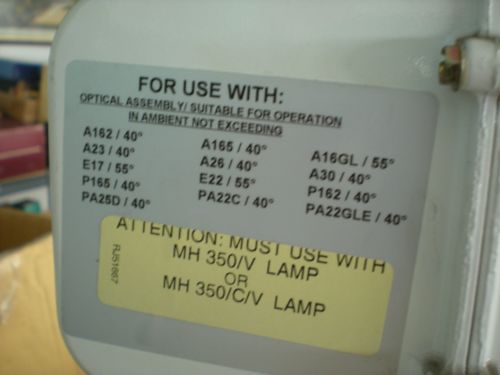 FOR USE WITH:
OPTICAL ASSEMBLY/ SUITABLE FOR OPERATION
IN AMBIENT NOT EXCEEDING
A162 / 40° A165 / 40° A16GL / 55°
A23 / 40° A26 / 40° A30 / 40°
E17 / 55° E22 / 55° P162 / 40°
P165 / 40° PA22C / 40° PA22GLE / 40°
PA25D / 40°
ATTENTION: MUST USE WITH
MH 350/V LAMP
OR
MH 350/C/V LAMP
RJS1667